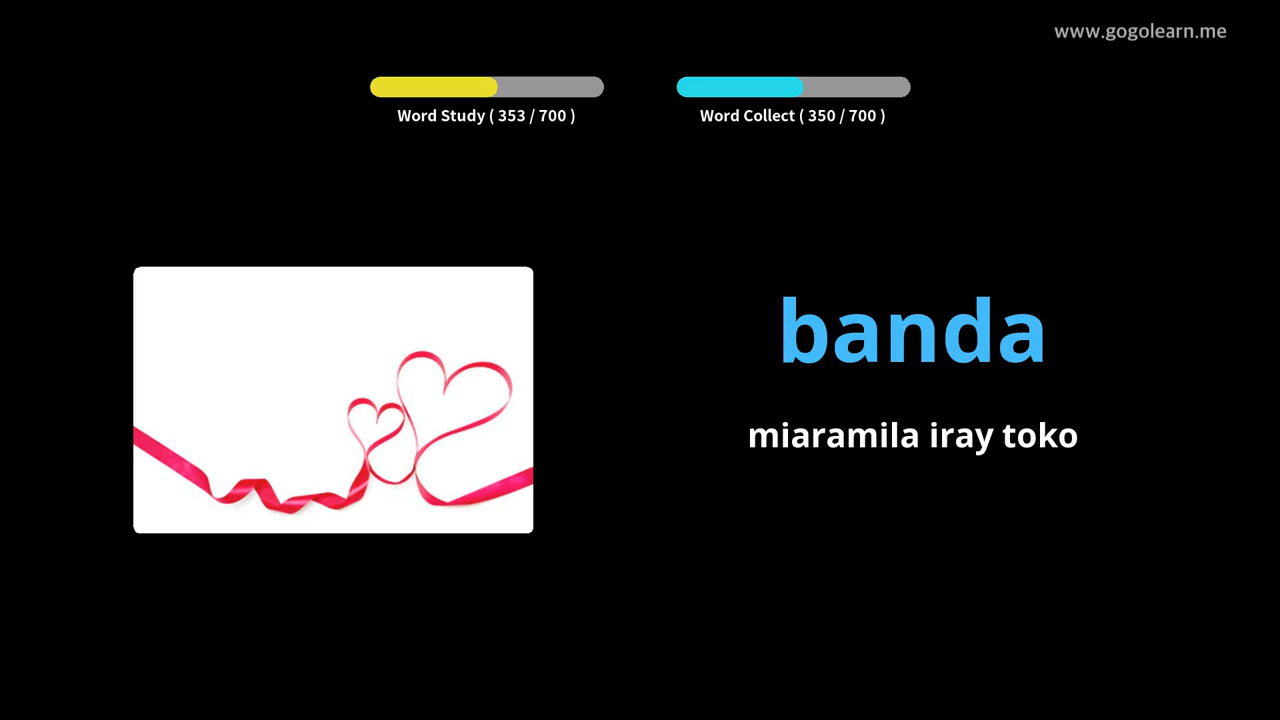 www.gogolearn.me
Word Study ( 353 / 700 )
Word Collect ( 350 / 700 )
banda
miaramila iray toko